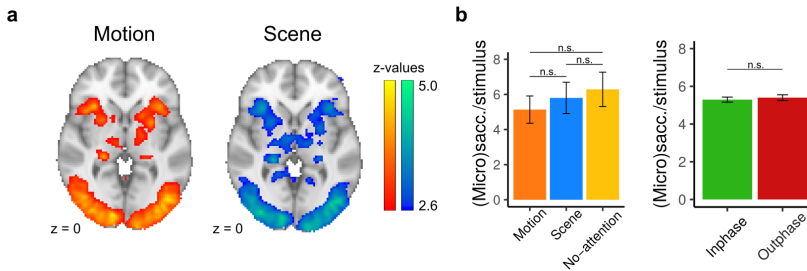 a
Motion
Scene
z-values
5.0
2.6
z = 0
z = 0
b
(Micro)sacc./stimulus
8
6
4
2
0
n.s.
n.s.
n.s.
Motion
Scene
No-attention
(Micro)sacc./stimulus
8
6
4
2
0
n.s.
Inphase
Outphase